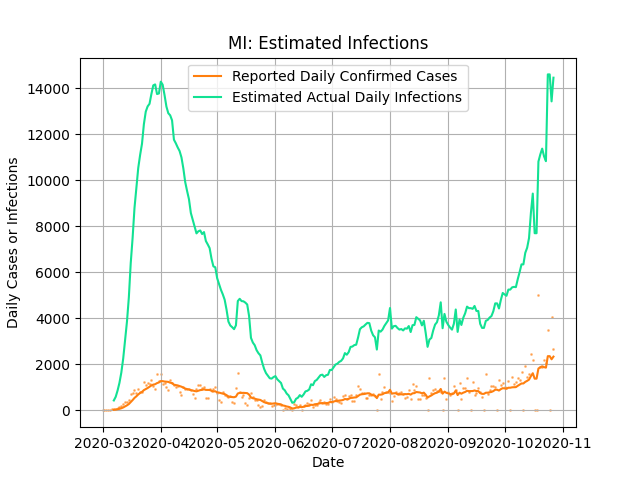 MI: Estimated Infections
Reported Daily Confirmed Cases
Estimated Actual Daily Infections
Daily Cases or Infections
14000
12000
10000
8000
6000
4000
2000
0
2020-03 2020-04 2020-05 2020-06 2020-07 2020-08 2020-09 2020-10 2020-11
Date